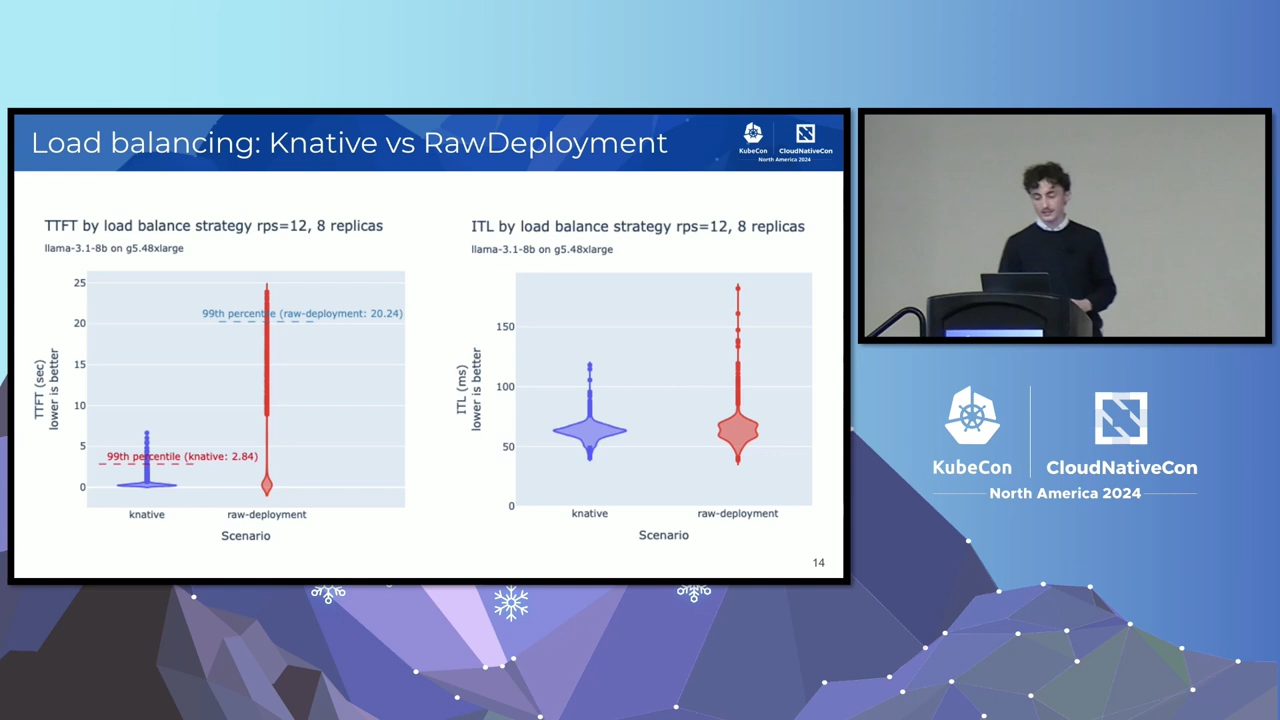 Load balancing: Knative vs RawDeployment
KubeCon
CloudNativeCon
North America 2024
TTFT by load balance strategy rps=12, 8 replicas
llama-3.1-8b on g5.48xlarge
25
20
15
10
5
0
TTFT (sec)
lower is better
99th percentile (raw-deployment: 20.24)
99th percentile (knative: 2.84)
knative
raw-deployment
Scenario
ITL by load balance strategy rps=12, 8 replicas
llama-3.1-8b on g5.48xlarge
150
100
50
0
ITL (ms)
lower is better
knative
raw-deployment
Scenario
14
KubeCon
CloudNativeCon
North America 2024